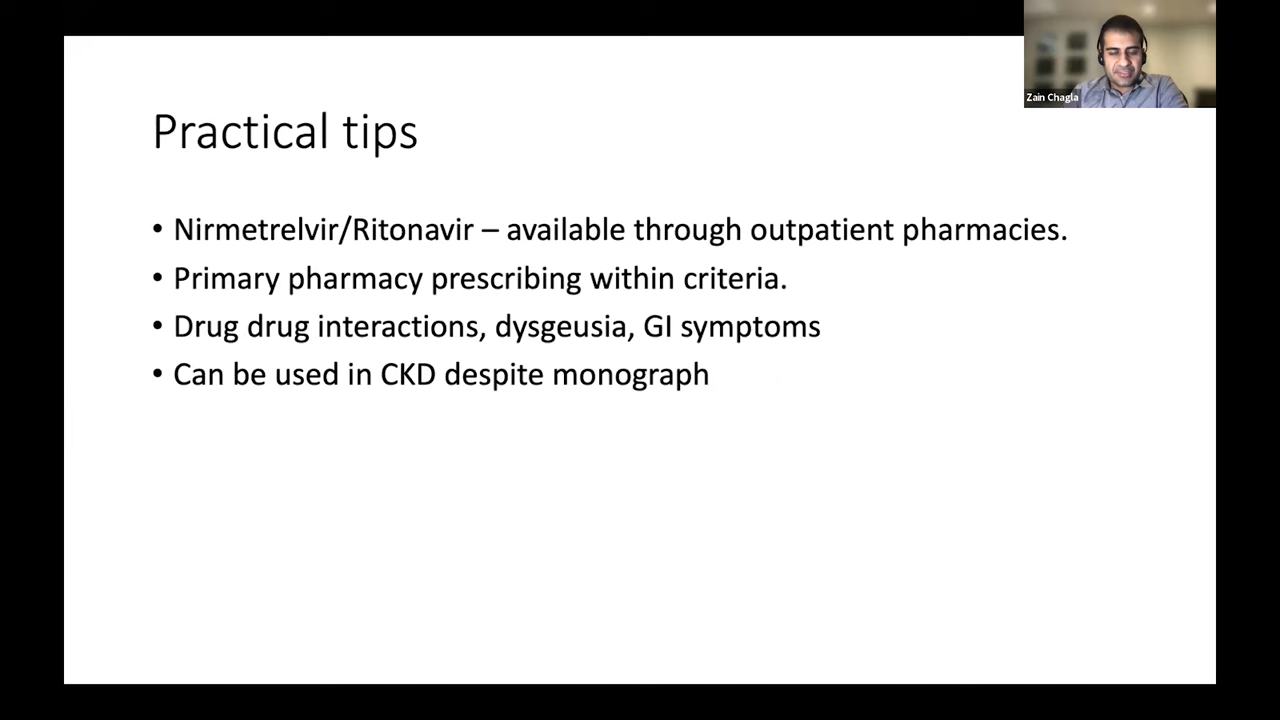 Zain Chagla
Practical tips
• Nirmetrelvir/Ritonavir – available through outpatient pharmacies.
• Primary pharmacy prescribing within criteria.
• Drug drug interactions, dysgeusia, GI symptoms
• Can be used in CKD despite monograph